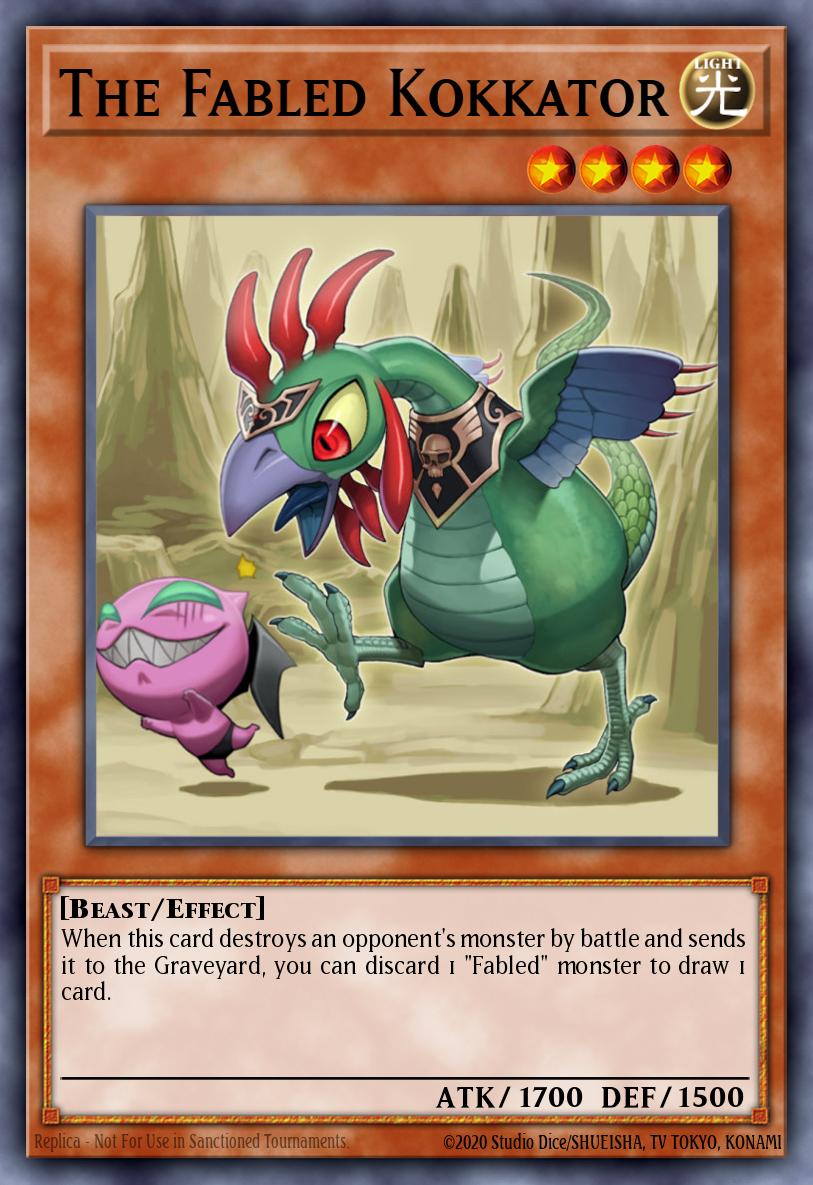 The Fabled Kokkator
LIGHT
光
[Beast/Effect]
When this card destroys an opponent's monster by battle and sends
it to the Graveyard, you can discard 1 "Fabled" monster to draw 1
card.
ATK/ 1700 DEF/ 1500
Replica - Not For Use in Sanctioned Tournaments.
©2020 Studio Dice/SHUEISHA, TV TOKYO, KONAMI